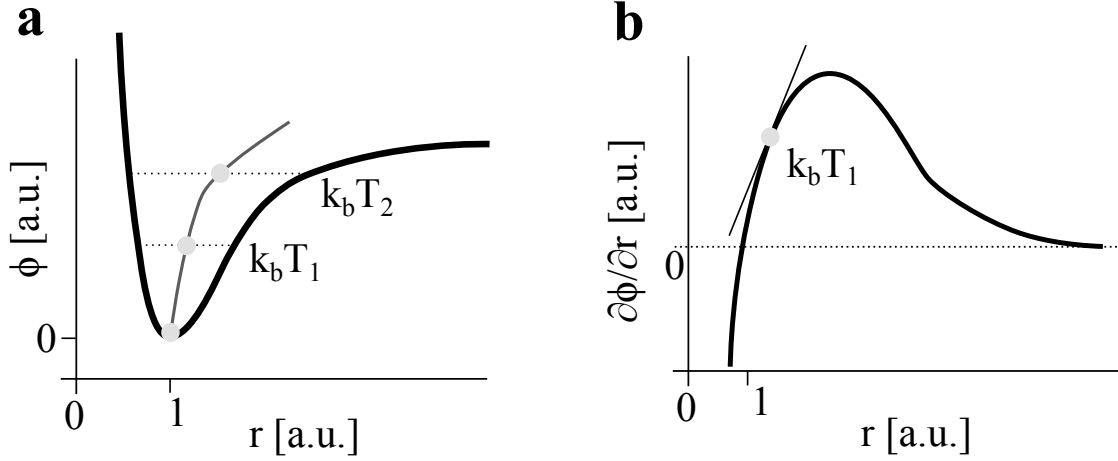 a
ϕ [a.u.]
k_bT_2
k_bT_1
0
0
1
r [a.u.]
b
∂ϕ/∂r [a.u.]
k_bT_1
0
0
1
r [a.u.]